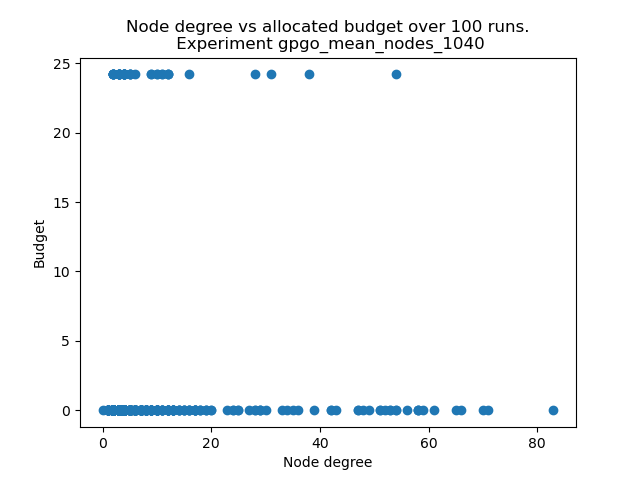 Node degree vs allocated budget over 100 runs.
Experiment gpgo_mean_nodes_1040
25
20
15
10
5
0
Budget
0 20 40 60 80
Node degree